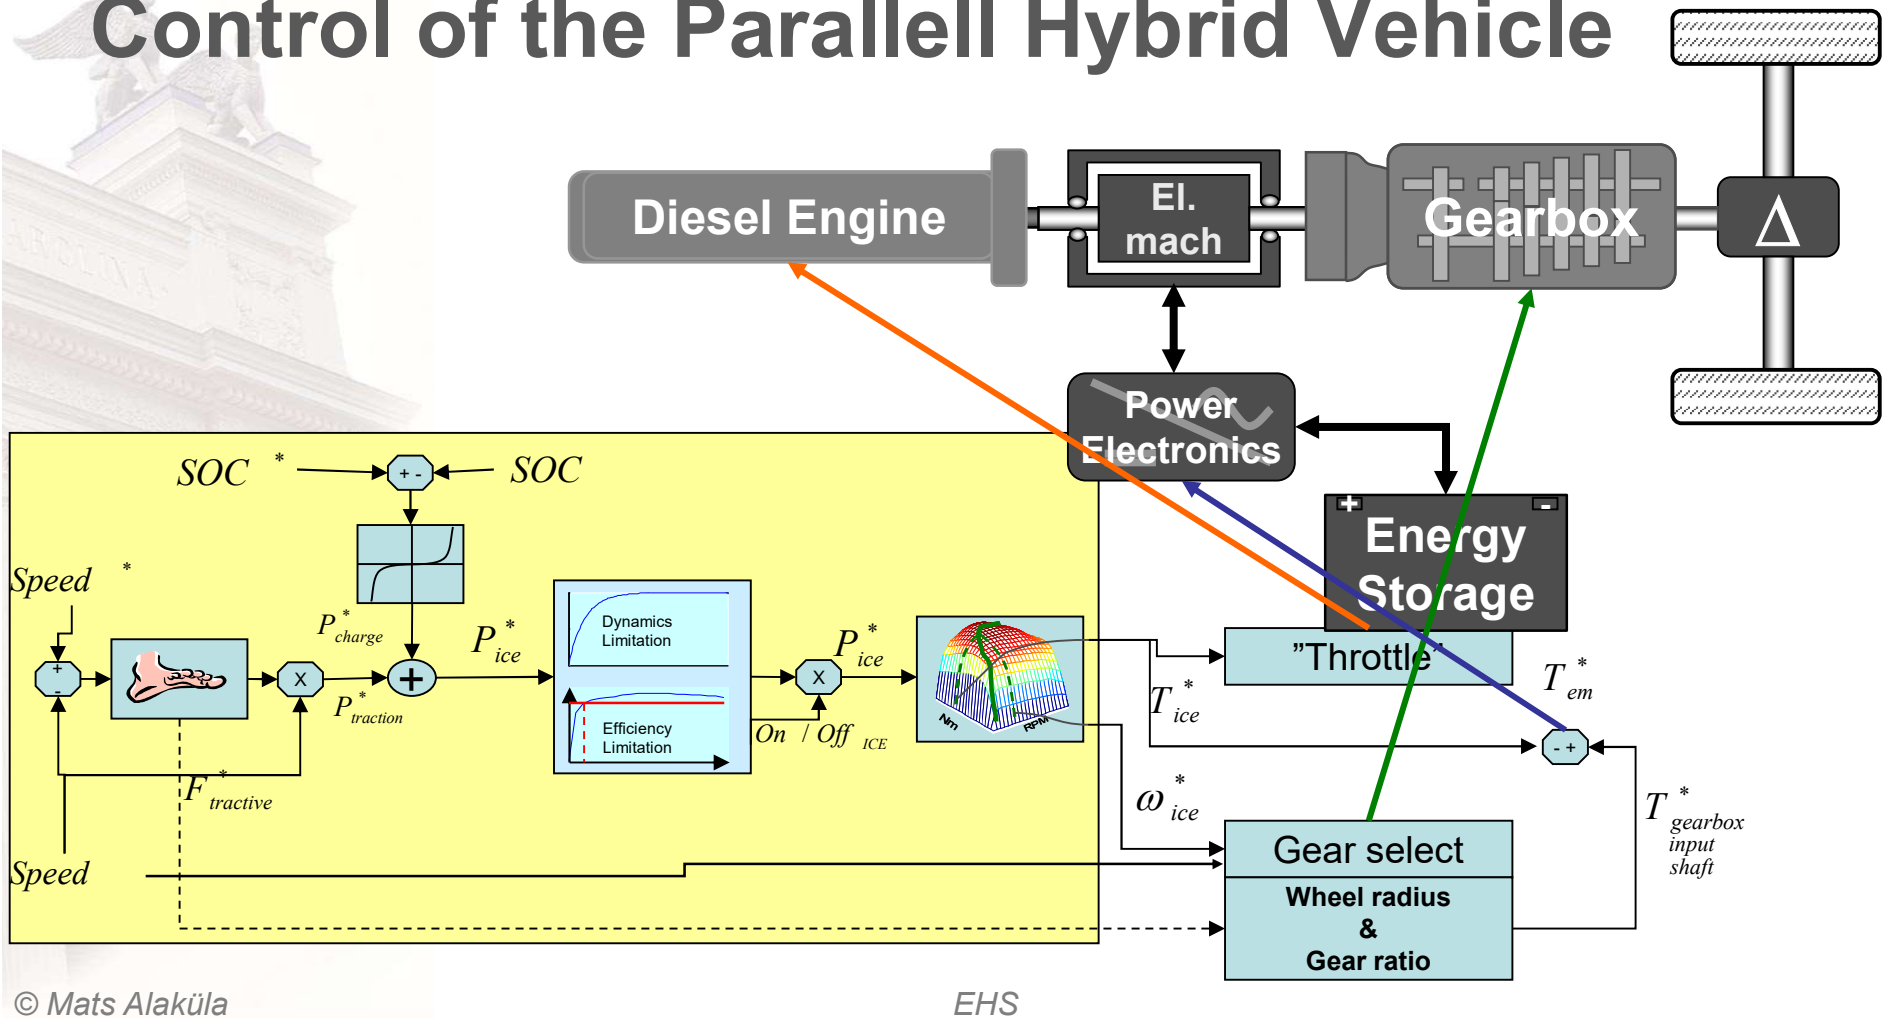 Control of the Parallell Hybrid Vehicle
Diesel Engine
El.
mach
Gearbox
Δ
Power
Electronics
+ -
Energy
Storage
SOC *
+ -
SOC
Speed *
P*charge
P*ice
Dynamics
Limitation
P*ice
+
-
X
P*traction
+
X
Efficiency
Limitation
On / Off ICE
Nm
RPM
"Throttle"
T*ice
T*em
- +
F*tractive
ω*ice
T*gearbox
input
shaft
Speed
Gear select
Wheel radius
&
Gear ratio
© Mats Alaküla
EHS